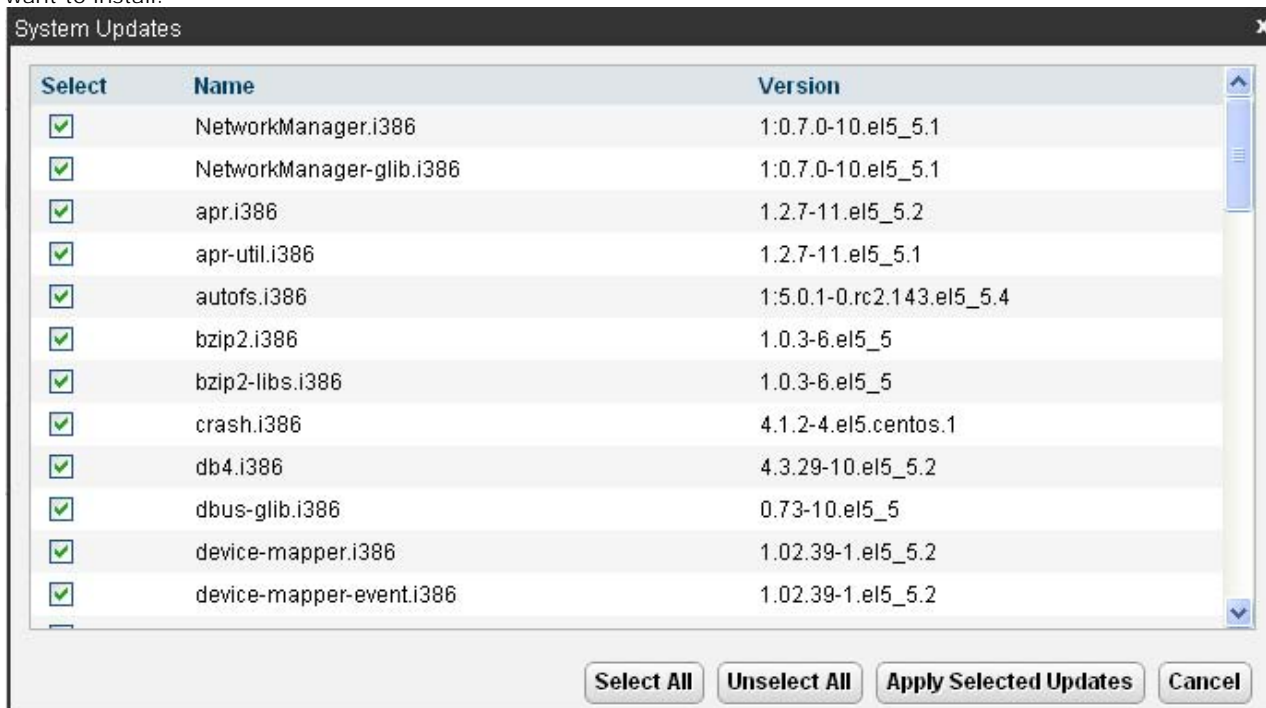 want to install.
System Updates x
Select Name Version
NetworkManager.i386 1:0.7.0-10.el5_5.1
NetworkManager-glib.i386 1:0.7.0-10.el5_5.1
apr.i386 1.2.7-11.el5_5.2
apr-util.i386 1.2.7-11.el5_5.1
autofs.i386 1:5.0.1-0.rc2.143.el5_5.4
bzip2.i386 1.0.3-6.el5_5
bzip2-libs.i386 1.0.3-6.el5_5
crash.i386 4.1.2-4.el5.centos.1
db4.i386 4.3.29-10.el5_5.2
dbus-glib.i386 0.73-10.el5_5
device-mapper.i386 1.02.39-1.el5_5.2
device-mapper-event.i386 1.02.39-1.el5_5.2
Select All Unselect All Apply Selected Updates Cancel